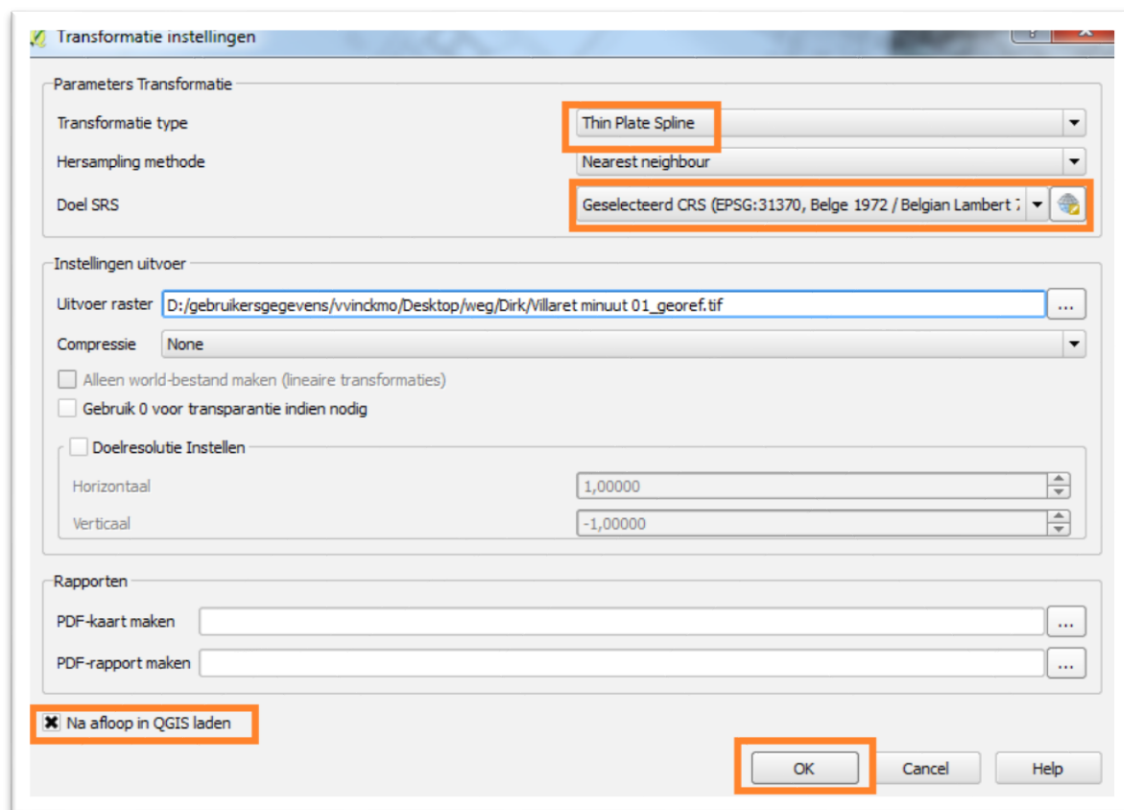 Transformatie instellingen
Parameters Transformatie
Transformatie type Thin Plate Spline
Hersampling methode Nearest neighbour
Doel SRS Geselecteerd CRS (EPSG:31370, Belge 1972 / Belgian Lambert
Instellingen uitvoer
Uitvoer raster D:/gebruikersgegevens/vvinckmo/Desktop/weg/Dirk/Villaret minuut 01_georef.tif ...
Compressie None
Alleen world-bestand maken (lineaire transformaties)
Gebruik 0 voor transparantie indien nodig
Doelresolutie Instellen
Horizontaal 1,00000
Verticaal -1,00000
Rapporten
PDF-kaart maken ...
PDF-rapport maken ...
Na afloop in QGIS laden
OK Cancel Help